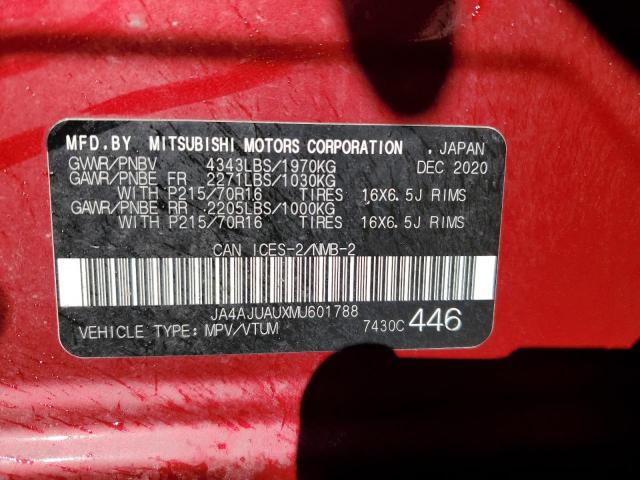 MFD.BY MITSUBISHI MOTORS CORPORATION , JAPAN
GVWR/PNBV 4343LBS/1970KG DEC 2020
GAWR/PNBE FR 2271LBS/1030KG
WITH P215/70R16 TIRES 16X6.5J RIMS
GAWR/PNBE RR 2205LBS/1000KG
WITH P215/70R16 TIRES 16X6.5J RIMS
CAN ICES-2/NMB-2
JA4AJUAUXMU601788
VEHICLE TYPE: MPV/VTUM 7430C 446